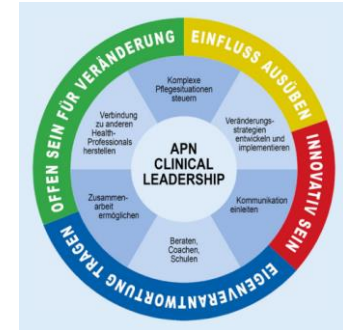 OFFEN SEIN FÜR VERÄNDERUNG
EINFLUSS AUSÜBEN
INNOVATIV SEIN
EIGENVERANTWORTUNG TRAGEN
Komplexe
Pflegesituationen
steuern
Veränderungs-
strategien
entwickeln und
implementieren
Kommunikation
einleiten
Beraten,
Coachen,
Schulen
Zusammen-
arbeit
ermöglichen
Verbindung
zu anderen
Health-
Professionals
herstellen
APN
CLINICAL
LEADERSHIP